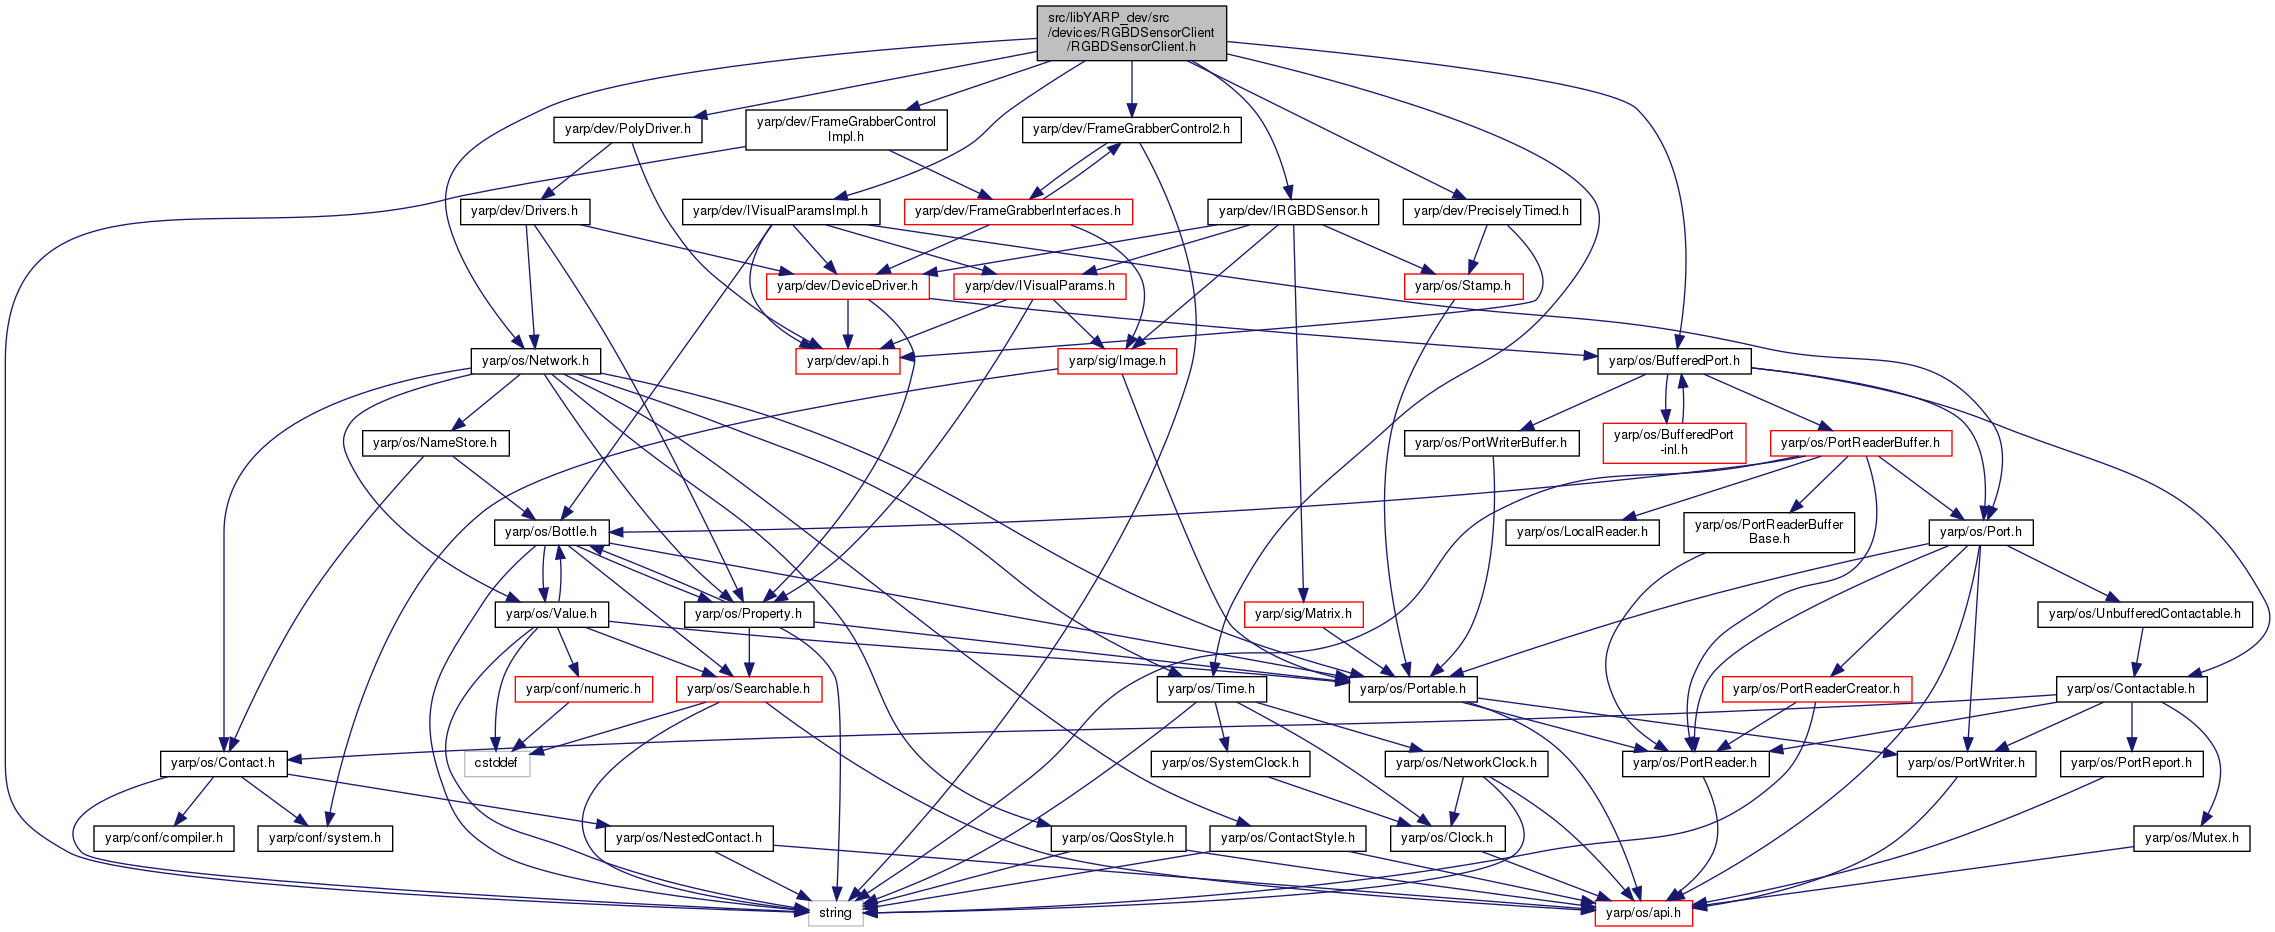 src/libYARP_dev/src
/devices/RGBDSensorClient
/RGBDSensorClient.h
yarp/dev/PolyDriver.h
yarp/dev/FrameGrabberControl
Impl.h
yarp/dev/FrameGrabberControl2.h
yarp/dev/Drivers.h
yarp/dev/IVisualParamsImpl.h
yarp/dev/FrameGrabberInterfaces.h
yarp/dev/IRGBDSensor.h
yarp/dev/PreciselyTimed.h
yarp/dev/DeviceDriver.h
yarp/dev/IVisualParams.h
yarp/os/Stamp.h
yarp/os/Network.h
yarp/dev/api.h
yarp/sig/Image.h
yarp/os/BufferedPort.h
yarp/os/NameStore.h
yarp/os/PortWriterBuffer.h
yarp/os/BufferedPort
-inl.h
yarp/os/PortReaderBuffer.h
yarp/os/Bottle.h
yarp/os/LocalReader.h
yarp/os/PortReaderBuffer
Base.h
yarp/os/Port.h
yarp/os/Value.h
yarp/os/Property.h
yarp/sig/Matrix.h
yarp/os/UnbufferedContactable.h
yarp/conf/numeric.h
yarp/os/Searchable.h
yarp/os/Time.h
yarp/os/Portable.h
yarp/os/PortReaderCreator.h
yarp/os/Contactable.h
yarp/os/Contact.h
cstddef
yarp/os/SystemClock.h
yarp/os/NetworkClock.h
yarp/os/PortReader.h
yarp/os/PortWriter.h
yarp/os/PortReport.h
yarp/conf/compiler.h
yarp/conf/system.h
yarp/os/NestedContact.h
yarp/os/QosStyle.h
yarp/os/ContactStyle.h
yarp/os/Clock.h
yarp/os/Mutex.h
string
yarp/os/api.h